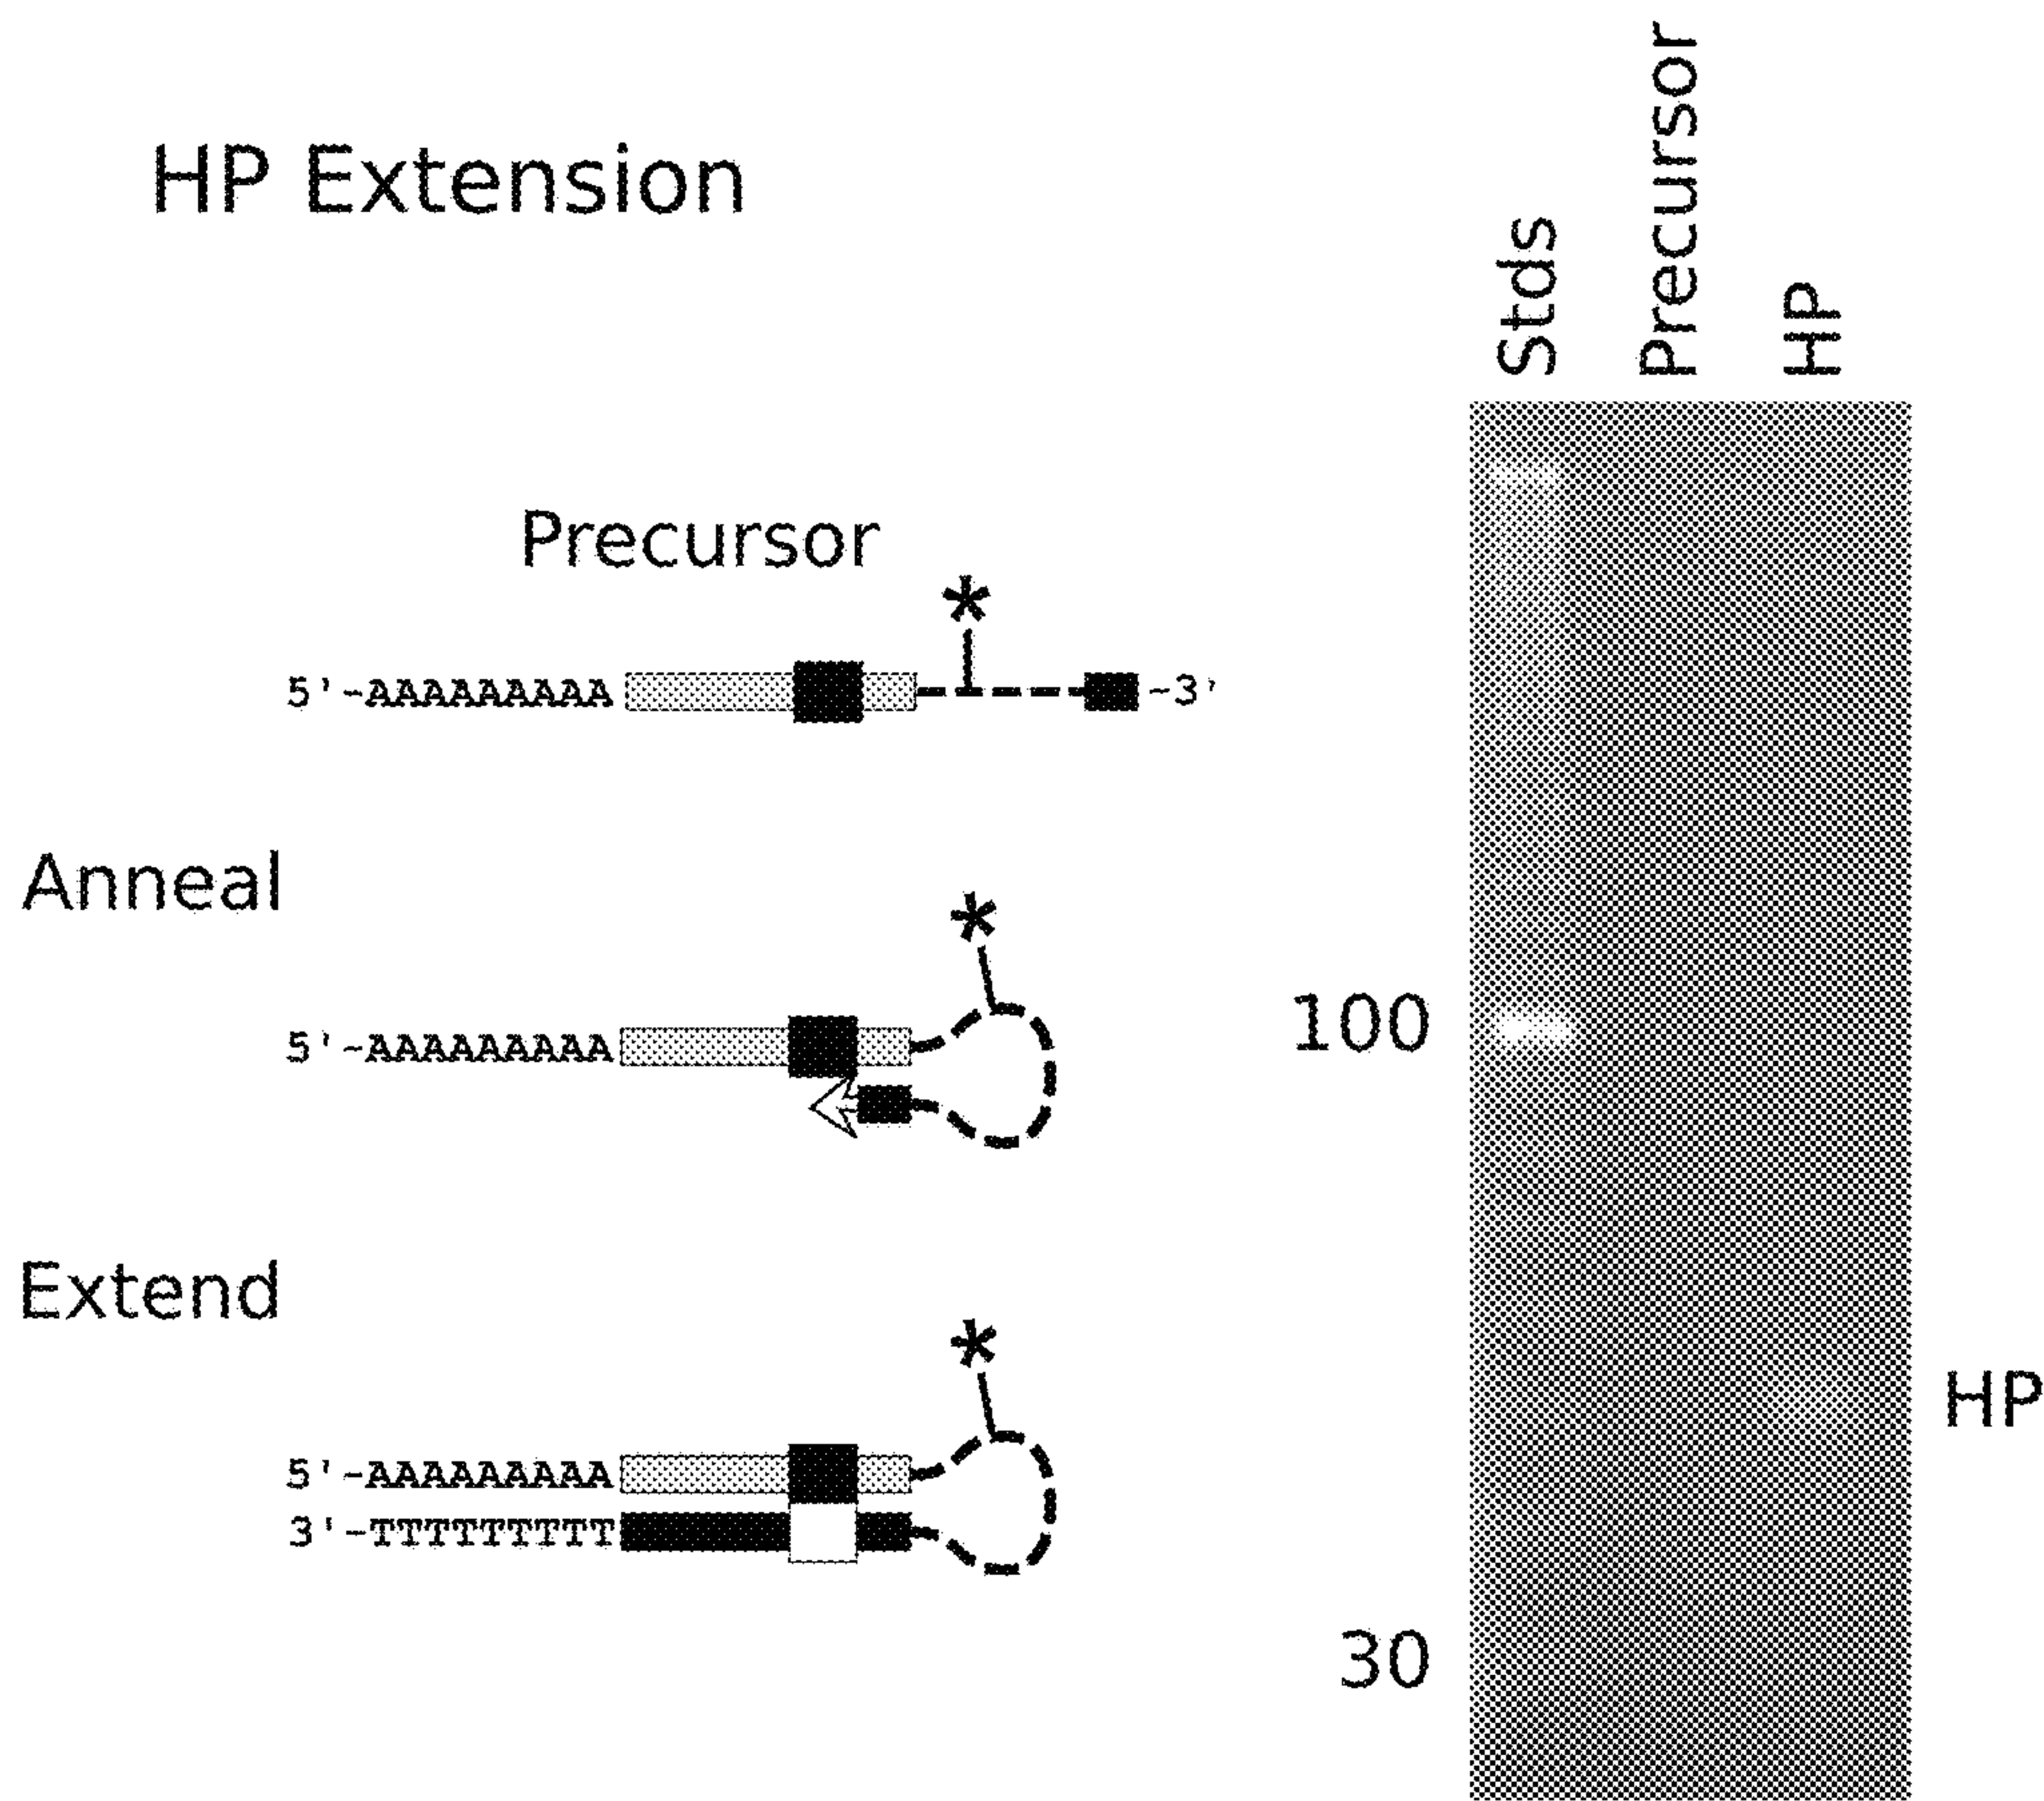 HP Extension
Precursor
*
5'-AAAAAAAAA -3'
Anneal
*
5'-AAAAAAAAA
Extend
*
5'-AAAAAAAAA
3'-TTTTTTTTT
Stds
Precursor
HP
100
HP
30